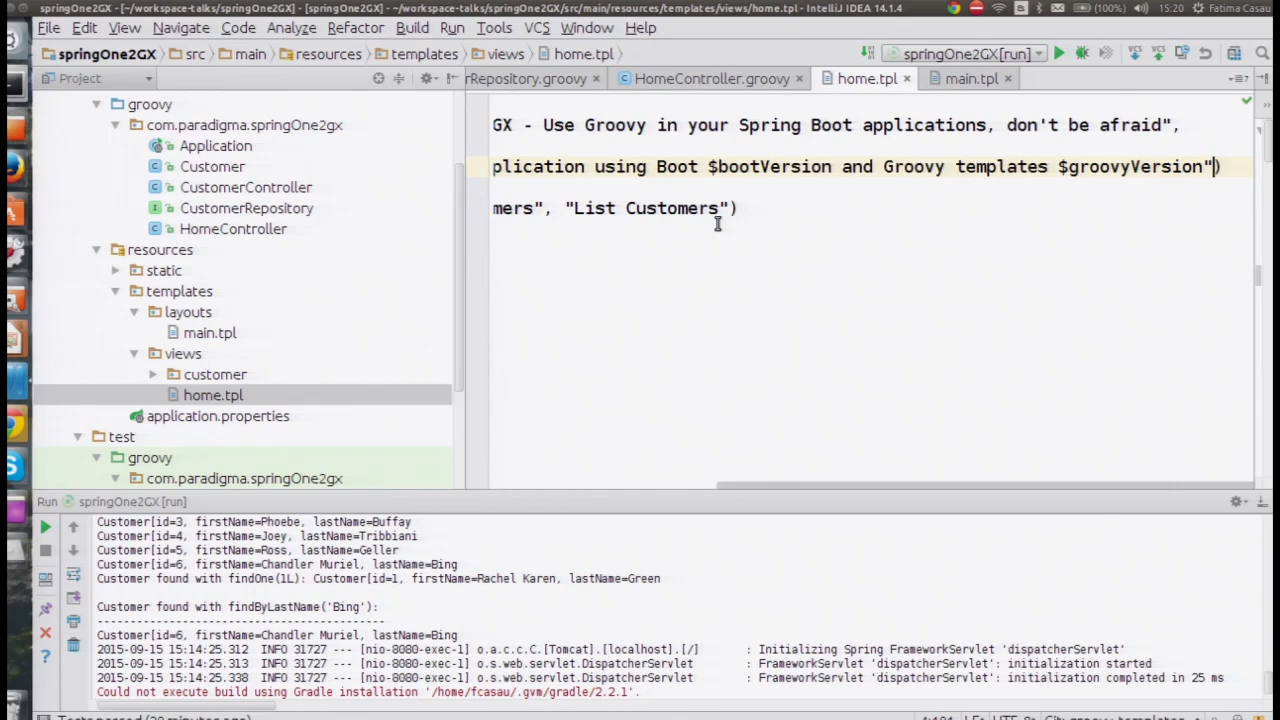 springOne2GX - [~/workspace-talks/springOne2GX] - [springOne2GX] - ~/workspace-talks/springOne2GX/src/main/resources/templates/views/home.tpl - IntelliJ IDEA 14.1.4
(100%) 15:20 Fatima Casau
File Edit View Navigate Code Analyze Refactor Build Run Tools VCS Window Help
springOne2GX src main resources templates views home.tpl springOne2GX[run]
Project rRepository.groovy HomeController.groovy home.tpl main.tpl
groovy
com.paradigma.springOne2gx
Application
Customer
CustomerController
CustomerRepository
HomeController
resources
static
templates
layouts
main.tpl
views
customer
home.tpl
application.properties
test
groovy
com.paradigma.springOne2gx
GX - Use Groovy in your Spring Boot applications, don't be afraid",
plication using Boot $bootVersion and Groovy templates $groovyVersion")
mers", "List Customers")
Run springOne2GX [run]
Customer[id=3, firstName=Phoebe, lastName=Buffay
Customer[id=4, firstName=Joey, lastName=Tribbiani
Customer[id=5, firstName=Ross, lastName=Geller
Customer[id=6, firstName=Chandler Muriel, lastName=Bing
Customer found with findOne(1L): Customer[id=1, firstName=Rachel Karen, lastName=Green
Customer found with findByLastName('Bing'):
--------------------------------------------
Customer[id=6, firstName=Chandler Muriel, lastName=Bing
2015-09-15 15:14:25.312 INFO 31727 --- [nio-8080-exec-1] o.a.c.c.C.[Tomcat].[localhost].[/] : Initializing Spring FrameworkServlet 'dispatcherServlet'
2015-09-15 15:14:25.313 INFO 31727 --- [nio-8080-exec-1] o.s.web.servlet.DispatcherServlet : FrameworkServlet 'dispatcherServlet': initialization started
2015-09-15 15:14:25.338 INFO 31727 --- [nio-8080-exec-1] o.s.web.servlet.DispatcherServlet : FrameworkServlet 'dispatcherServlet': initialization completed in 25 ms
Could not execute build using Gradle installation '/home/fcasau/.gvm/gradle/2.2.1'.